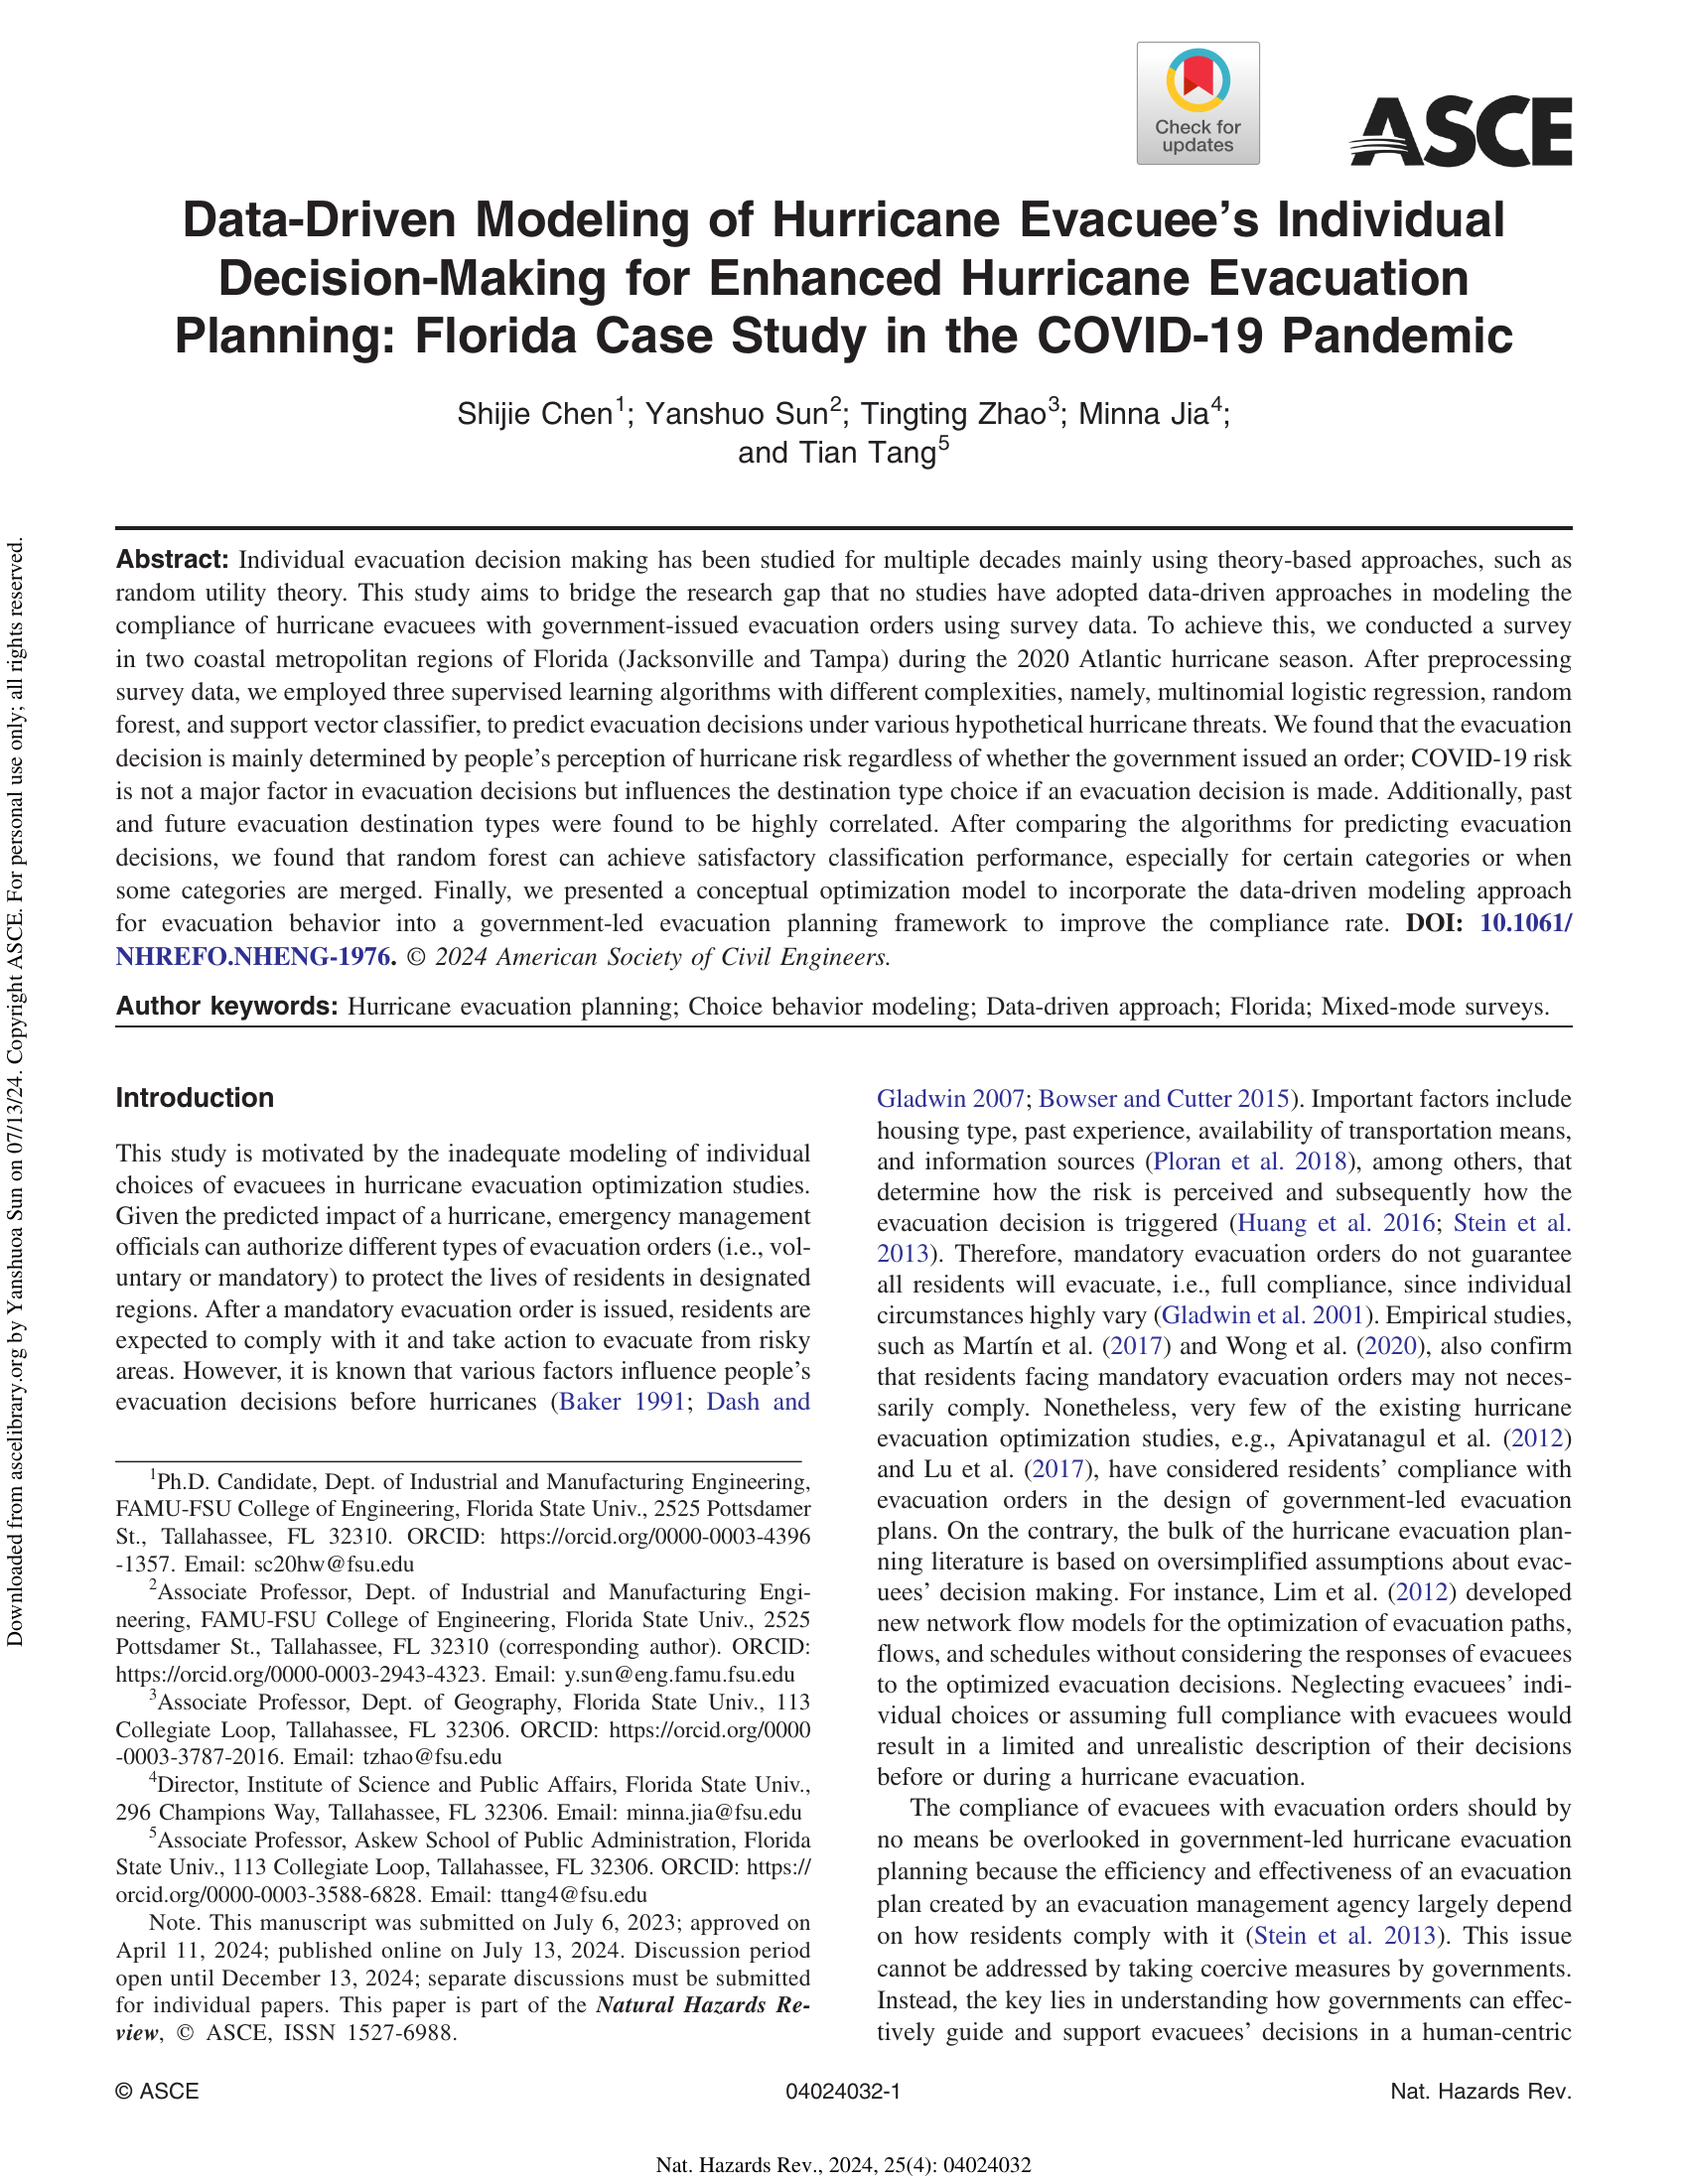 Check for
updates
ASCE
Data-Driven Modeling of Hurricane Evacuee’s Individual
Decision-Making for Enhanced Hurricane Evacuation
Planning: Florida Case Study in the COVID-19 Pandemic
Shijie Chen1; Yanshuo Sun2; Tingting Zhao3; Minna Jia4;
and Tian Tang5
Abstract: Individual evacuation decision making has been studied for multiple decades mainly using theory-based approaches, such as
random utility theory. This study aims to bridge the research gap that no studies have adopted data-driven approaches in modeling the
compliance of hurricane evacuees with government-issued evacuation orders using survey data. To achieve this, we conducted a survey
in two coastal metropolitan regions of Florida (Jacksonville and Tampa) during the 2020 Atlantic hurricane season. After preprocessing
survey data, we employed three supervised learning algorithms with different complexities, namely, multinomial logistic regression, random
forest, and support vector classifier, to predict evacuation decisions under various hypothetical hurricane threats. We found that the evacuation
decision is mainly determined by people’s perception of hurricane risk regardless of whether the government issued an order; COVID-19 risk
is not a major factor in evacuation decisions but influences the destination type choice if an evacuation decision is made. Additionally, past
and future evacuation destination types were found to be highly correlated. After comparing the algorithms for predicting evacuation
decisions, we found that random forest can achieve satisfactory classification performance, especially for certain categories or when
some categories are merged. Finally, we presented a conceptual optimization model to incorporate the data-driven modeling approach
for evacuation behavior into a government-led evacuation planning framework to improve the compliance rate. DOI: 10.1061/
NHREFO.NHENG-1976. © 2024 American Society of Civil Engineers.
Author keywords: Hurricane evacuation planning; Choice behavior modeling; Data-driven approach; Florida; Mixed-mode surveys.
Introduction
This study is motivated by the inadequate modeling of individual
choices of evacuees in hurricane evacuation optimization studies.
Given the predicted impact of a hurricane, emergency management
officials can authorize different types of evacuation orders (i.e., vol-
untary or mandatory) to protect the lives of residents in designated
regions. After a mandatory evacuation order is issued, residents are
expected to comply with it and take action to evacuate from risky
areas. However, it is known that various factors influence people’s
evacuation decisions before hurricanes (Baker 1991; Dash and
1Ph.D. Candidate, Dept. of Industrial and Manufacturing Engineering,
FAMU-FSU College of Engineering, Florida State Univ., 2525 Pottsdamer
St., Tallahassee, FL 32310. ORCID: https://orcid.org/0000-0003-4396
-1357. Email: sc20hw@fsu.edu
2Associate Professor, Dept. of Industrial and Manufacturing Engi-
neering, FAMU-FSU College of Engineering, Florida State Univ., 2525
Pottsdamer St., Tallahassee, FL 32310 (corresponding author). ORCID:
https://orcid.org/0000-0003-2943-4323. Email: y.sun@eng.famu.fsu.edu
3Associate Professor, Dept. of Geography, Florida State Univ., 113
Collegiate Loop, Tallahassee, FL 32306. ORCID: https://orcid.org/0000
-0003-3787-2016. Email: tzhao@fsu.edu
4Director, Institute of Science and Public Affairs, Florida State Univ.,
296 Champions Way, Tallahassee, FL 32306. Email: minna.jia@fsu.edu
5Associate Professor, Askew School of Public Administration, Florida
State Univ., 113 Collegiate Loop, Tallahassee, FL 32306. ORCID: https://
orcid.org/0000-0003-3588-6828. Email: ttang4@fsu.edu
Note. This manuscript was submitted on July 6, 2023; approved on
April 11, 2024; published online on July 13, 2024. Discussion period
open until December 13, 2024; separate discussions must be submitted
for individual papers. This paper is part of the Natural Hazards Re-
view, © ASCE, ISSN 1527-6988.
Gladwin 2007; Bowser and Cutter 2015). Important factors include
housing type, past experience, availability of transportation means,
and information sources (Ploran et al. 2018), among others, that
determine how the risk is perceived and subsequently how the
evacuation decision is triggered (Huang et al. 2016; Stein et al.
2013). Therefore, mandatory evacuation orders do not guarantee
all residents will evacuate, i.e., full compliance, since individual
circumstances highly vary (Gladwin et al. 2001). Empirical studies,
such as Martín et al. (2017) and Wong et al. (2020), also confirm
that residents facing mandatory evacuation orders may not neces-
sarily comply. Nonetheless, very few of the existing hurricane
evacuation optimization studies, e.g., Apivatanagul et al. (2012)
and Lu et al. (2017), have considered residents’ compliance with
evacuation orders in the design of government-led evacuation
plans. On the contrary, the bulk of the hurricane evacuation plan-
ning literature is based on oversimplified assumptions about evac-
uees’ decision making. For instance, Lim et al. (2012) developed
new network flow models for the optimization of evacuation paths,
flows, and schedules without considering the responses of evacuees
to the optimized evacuation decisions. Neglecting evacuees’ indi-
vidual choices or assuming full compliance with evacuees would
result in a limited and unrealistic description of their decisions
before or during a hurricane evacuation.
The compliance of evacuees with evacuation orders should by
no means be overlooked in government-led hurricane evacuation
planning because the efficiency and effectiveness of an evacuation
plan created by an evacuation management agency largely depend
on how residents comply with it (Stein et al. 2013). This issue
cannot be addressed by taking coercive measures by governments.
Instead, the key lies in understanding how governments can effec-
tively guide and support evacuees’ decisions in a human-centric
© ASCE
04024032-1
Nat. Hazards Rev.
Nat. Hazards Rev., 2024, 25(4): 04024032
Downloaded from ascelibrary.org by Yanshuoa Sun on 07/13/24. Copyright ASCE. For personal use only; all rights reserved.